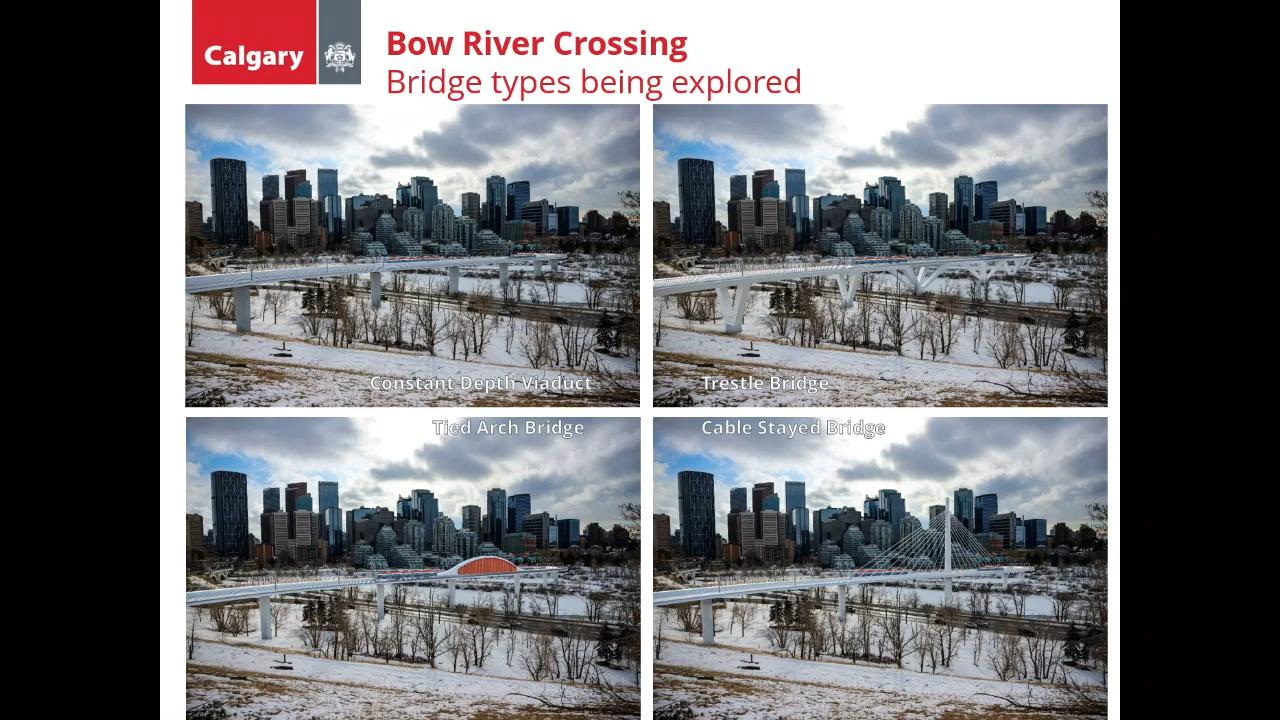 Calgary
Bow River Crossing
Bridge types being explored
Constant Depth Viaduct
Trestle Bridge
Tied Arch Bridge
Cable Stayed Bridge